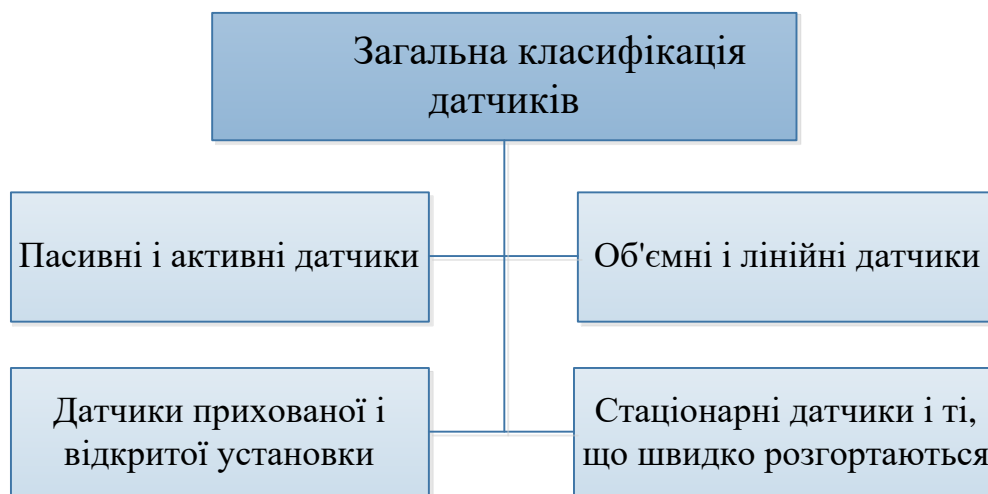 Загальна класифікація
датчиків
Пасивні і активні датчики
Об'ємні і лінійні датчики
Датчики прихованої і
відкритої установки
Стаціонарні датчики і ті,
що швидко розгортаються